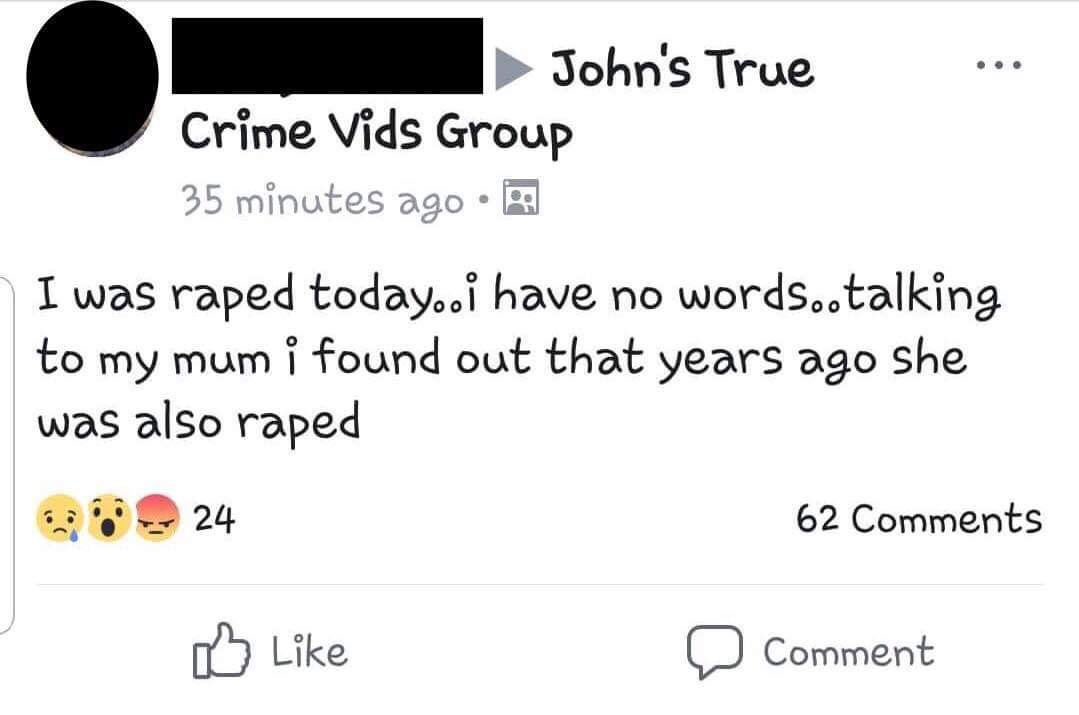 John's True
Crime Vids Group
35 minutes ago •
I was raped today..i have no words..talking
to my mum i found out that years ago she
was also raped
24 62 Comments
Like Comment